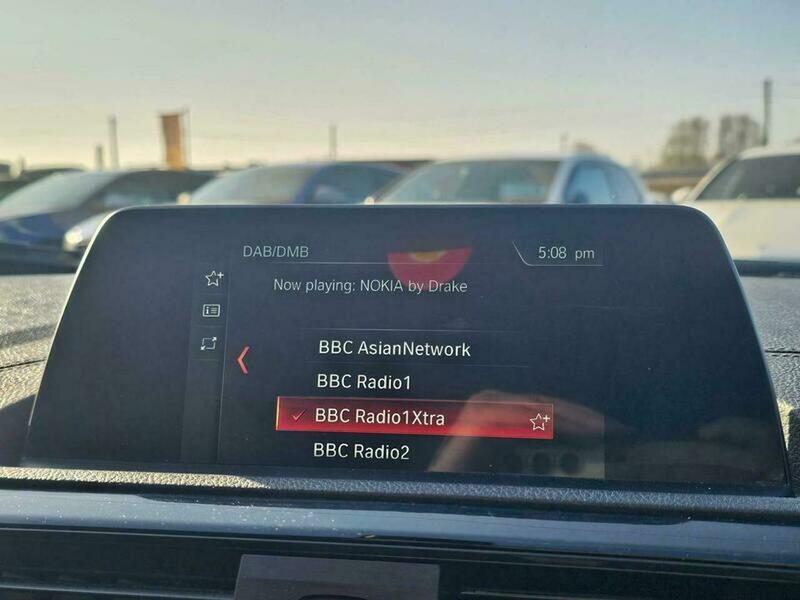 DAB/DMB
5:08 pm
Now playing: NOKIA by Drake
BBC AsianNetwork
BBC Radio1
BBC Radio1Xtra
BBC Radio2